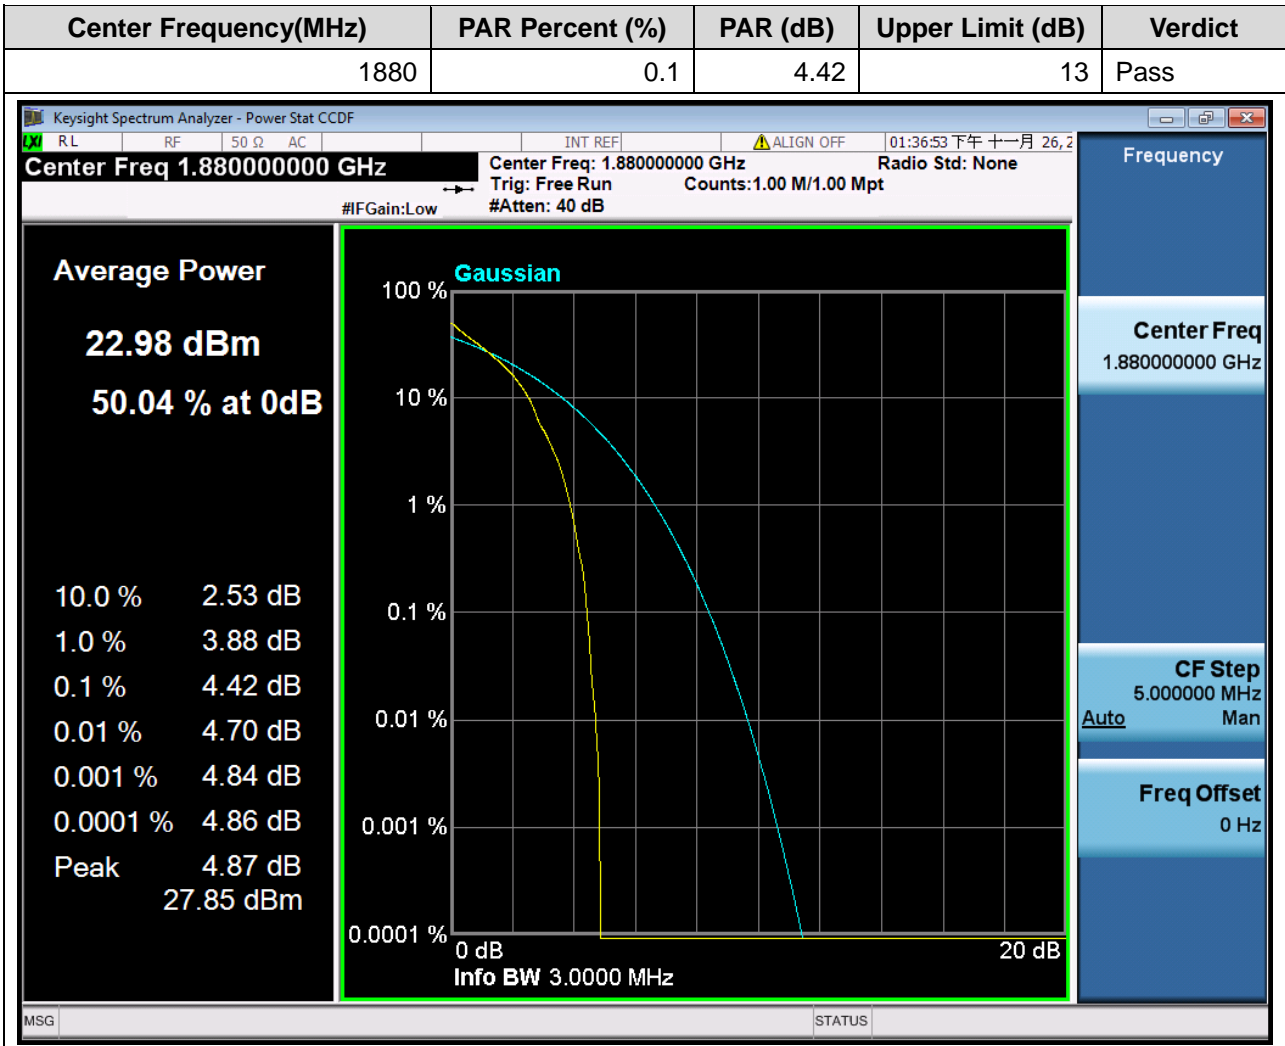 Center Frequency(MHz) PAR Percent (%) PAR (dB) Upper Limit (dB) Verdict
1880 0.1 4.42 13 Pass
Keysight Spectrum Analyzer - Power Stat CCDF
LXI RL RF 50 Ω AC INT REF ALIGN OFF 01:36:53 下午 十一月 26, 2
Center Freq 1.880000000 GHz
Center Freq: 1.880000000 GHz Radio Std: None
Trig: Free Run Counts:1.00 M/1.00 Mpt
#IFGain:Low #Atten: 40 dB
Frequency
Average Power
22.98 dBm
50.04 % at 0dB
10.0 % 2.53 dB
1.0 % 3.88 dB
0.1 % 4.42 dB
0.01 % 4.70 dB
0.001 % 4.84 dB
0.0001 % 4.86 dB
Peak 4.87 dB
27.85 dBm
Gaussian
100 %
10 %
1 %
0.1 %
0.01 %
0.001 %
0.0001 %
0 dB 20 dB
Info BW 3.0000 MHz
Center Freq
1.880000000 GHz
CF Step
5.000000 MHz
Auto Man
Freq Offset
0 Hz
MSG STATUS